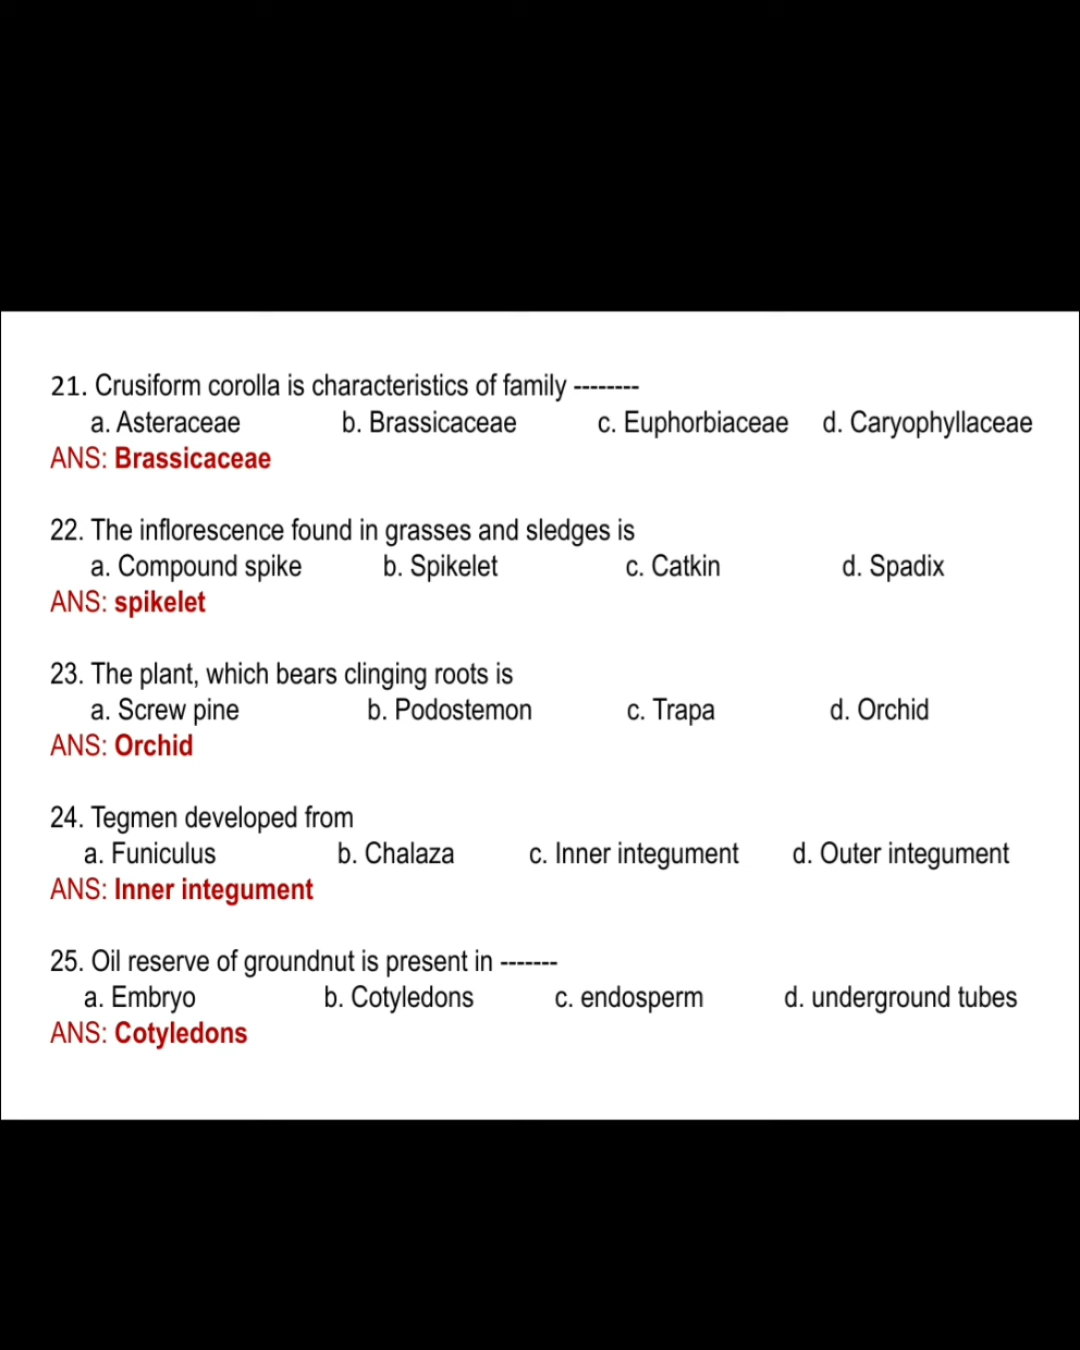 21. Crusiform corolla is characteristics of family --------
a. Asteraceae b. Brassicaceae c. Euphorbiaceae d. Caryophyllaceae
ANS: Brassicaceae
22. The inflorescence found in grasses and sledges is
a. Compound spike b. Spikelet c. Catkin d. Spadix
ANS: spikelet
23. The plant, which bears clinging roots is
a. Screw pine b. Podostemon c. Trapa d. Orchid
ANS: Orchid
24. Tegmen developed from
a. Funiculus b. Chalaza c. Inner integument d. Outer integument
ANS: Inner integument
25. Oil reserve of groundnut is present in -------
a. Embryo b. Cotyledons c. endosperm d. underground tubes
ANS: Cotyledons